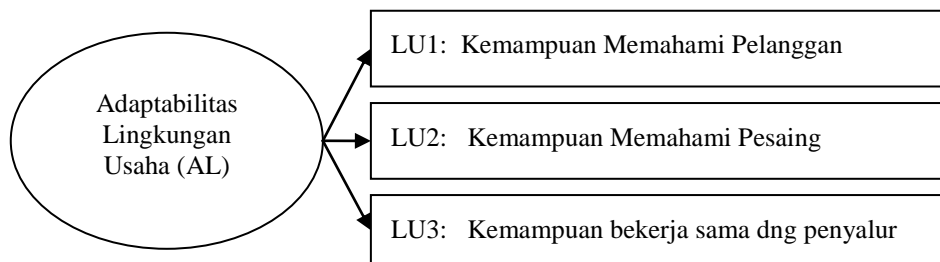 Adaptabilitas
Lingkungan
Usaha (AL)
LU1: Kemampuan Memahami Pelanggan
LU2: Kemampuan Memahami Pesaing
LU3: Kemampuan bekerja sama dng penyalur